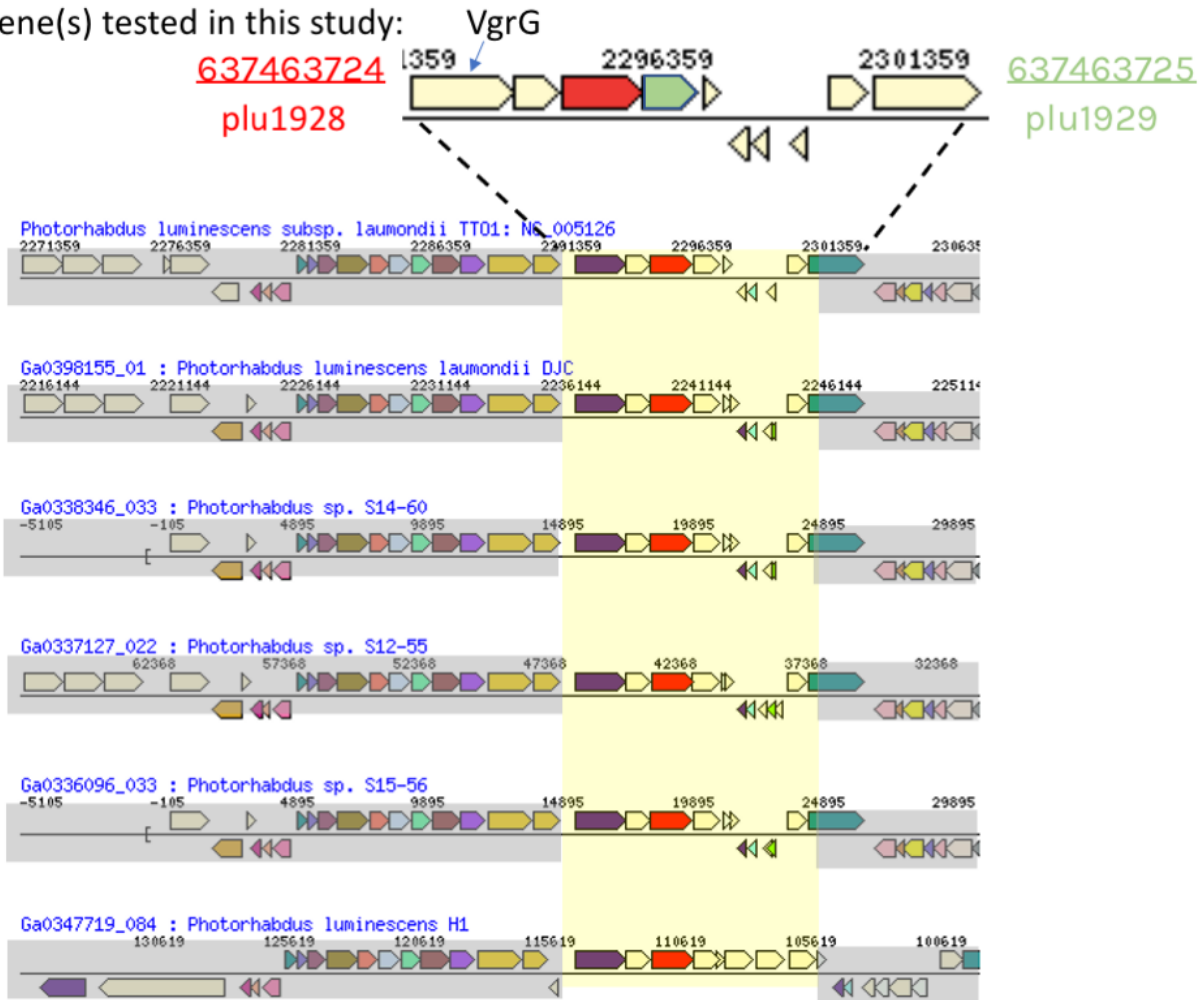 ene(s) tested in this study: VgrG
637463724 1359 2296359 2301359 637463725
plu1928 plu1929
Photorhabdus luminescens subsp. laumondii TTO1: NC_005126
2271359 2276359 2281359 2286359 2291359 2296359 2301359 230635
Ga0398155_01 : Photorhabdus luminescens laumondii DJC
2216144 2221144 2226144 2231144 2236144 2241144 2246144 225114
Ga0338346_033 : Photorhabdus sp. S14-60
-5105 -105 4895 9895 14895 19895 24895 29895
Ga0337127_022 : Photorhabdus sp. S12-55
62368 57368 52368 47368 42368 37368 32368
Ga0336096_033 : Photorhabdus sp. S15-56
-5105 -105 4895 9895 14895 19895 24895 29895
Ga0347719_084 : Photorhabdus luminescens H1
130619 125619 120619 115619 110619 105619 100619